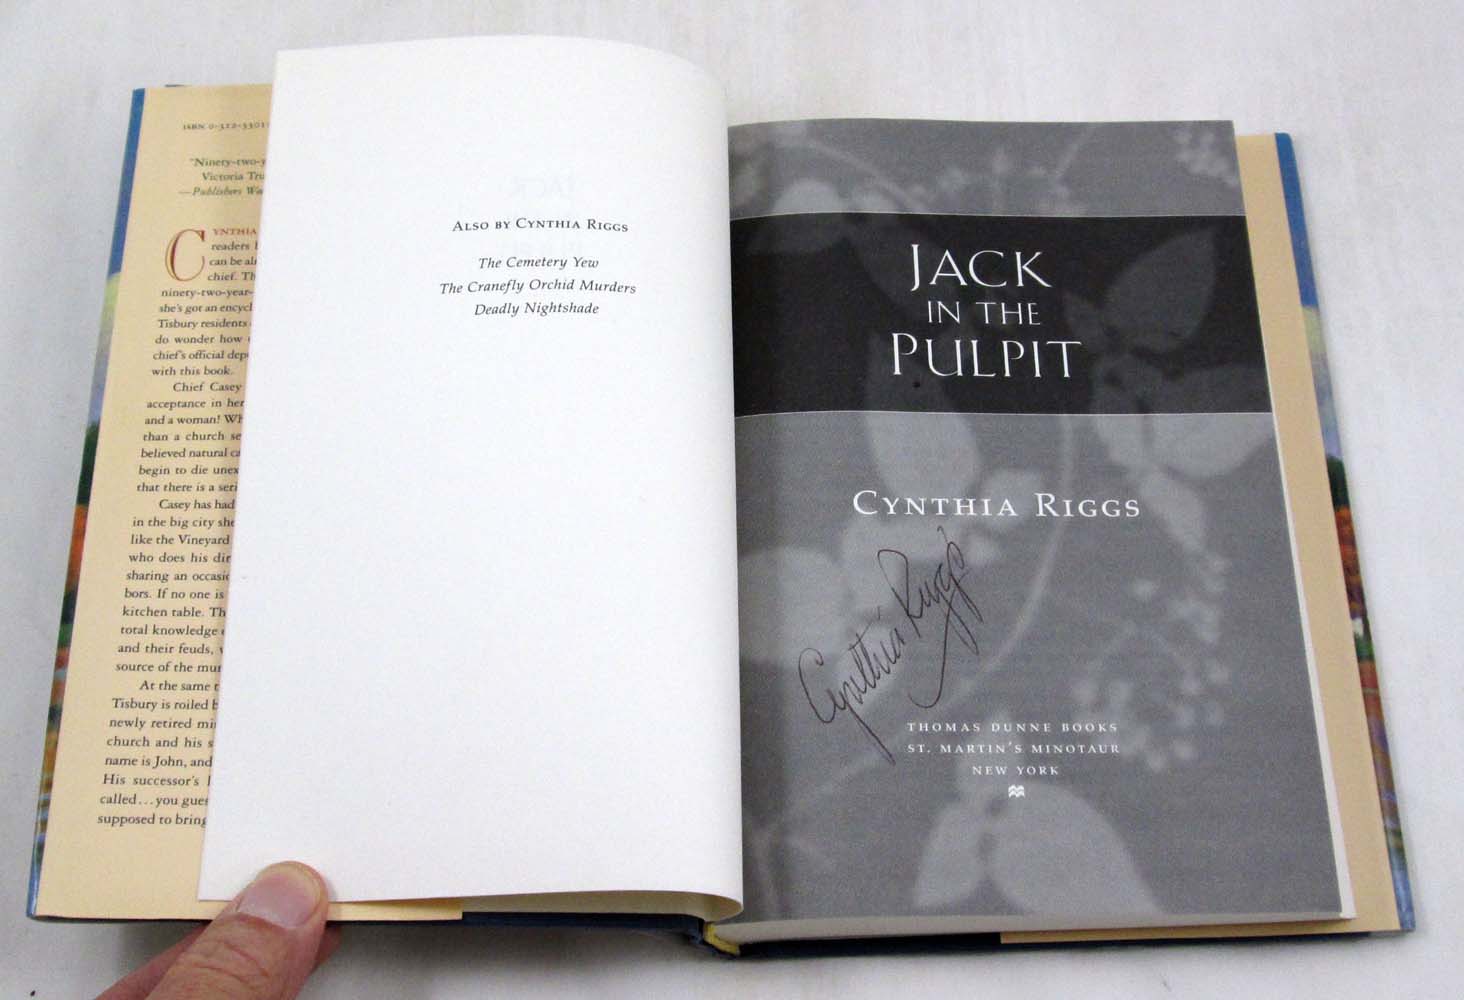 ISBN 0-312-3301
"Ninety-two-y
Victoria Tru
—Publishers We
CYNTHIA
readers
can be al
chief. Th
ninety-two-year-
she's got an encycl
Tisbury residents
do wonder how
chief's official dep
with this book.
Chief Casey
acceptance in her
and a woman! Wh
than a church se
believed natural ca
begin to die unex
that there is a seri
Casey has had
in the big city she
like the Vineyard
who does his dir
sharing an occasio
bors. If no one is
kitchen table. Th
total knowledge
and their feuds,
source of the mur
At the same t
Tisbury is roiled b
newly retired mi
church and his s
name is John, and
His successor's
called...you gues
supposed to bring
ALSO BY CYNTHIA RIGGS
The Cemetery Yew
The Cranefly Orchid Murders
Deadly Nightshade
JACK
IN THE
PULPIT
CYNTHIA RIGGS
Cynthia Riggs
THOMAS DUNNE BOOKS
ST. MARTIN'S MINOTAUR
NEW YORK